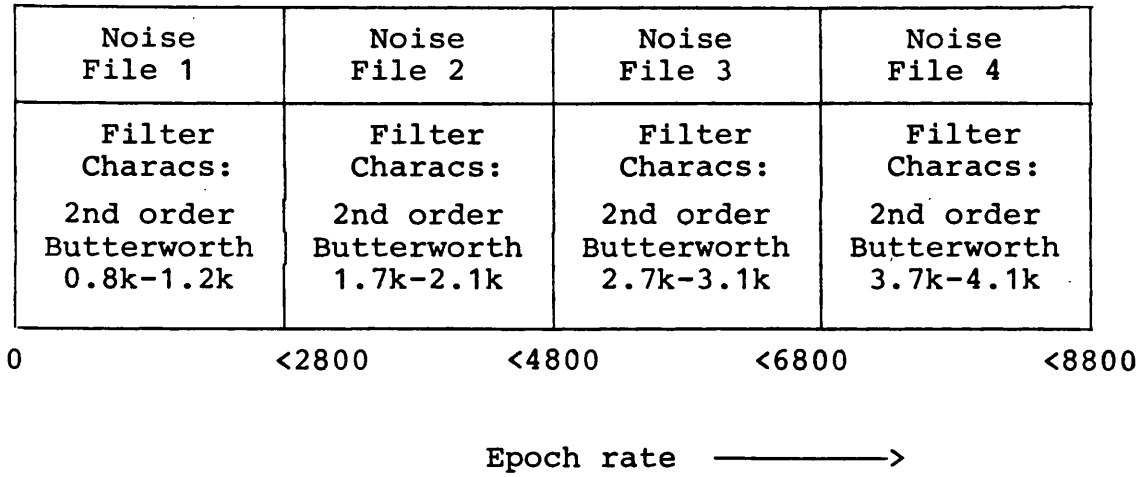 Noise File 1
Noise File 2
Noise File 3
Noise File 4
Filter Characs:
2nd order Butterworth 0.8k-1.2k
Filter Characs:
2nd order Butterworth 1.7k-2.1k
Filter Characs:
2nd order Butterworth 2.7k-3.1k
Filter Characs:
2nd order Butterworth 3.7k-4.1k
0 <2800 <4800 <6800 <8800
Epoch rate